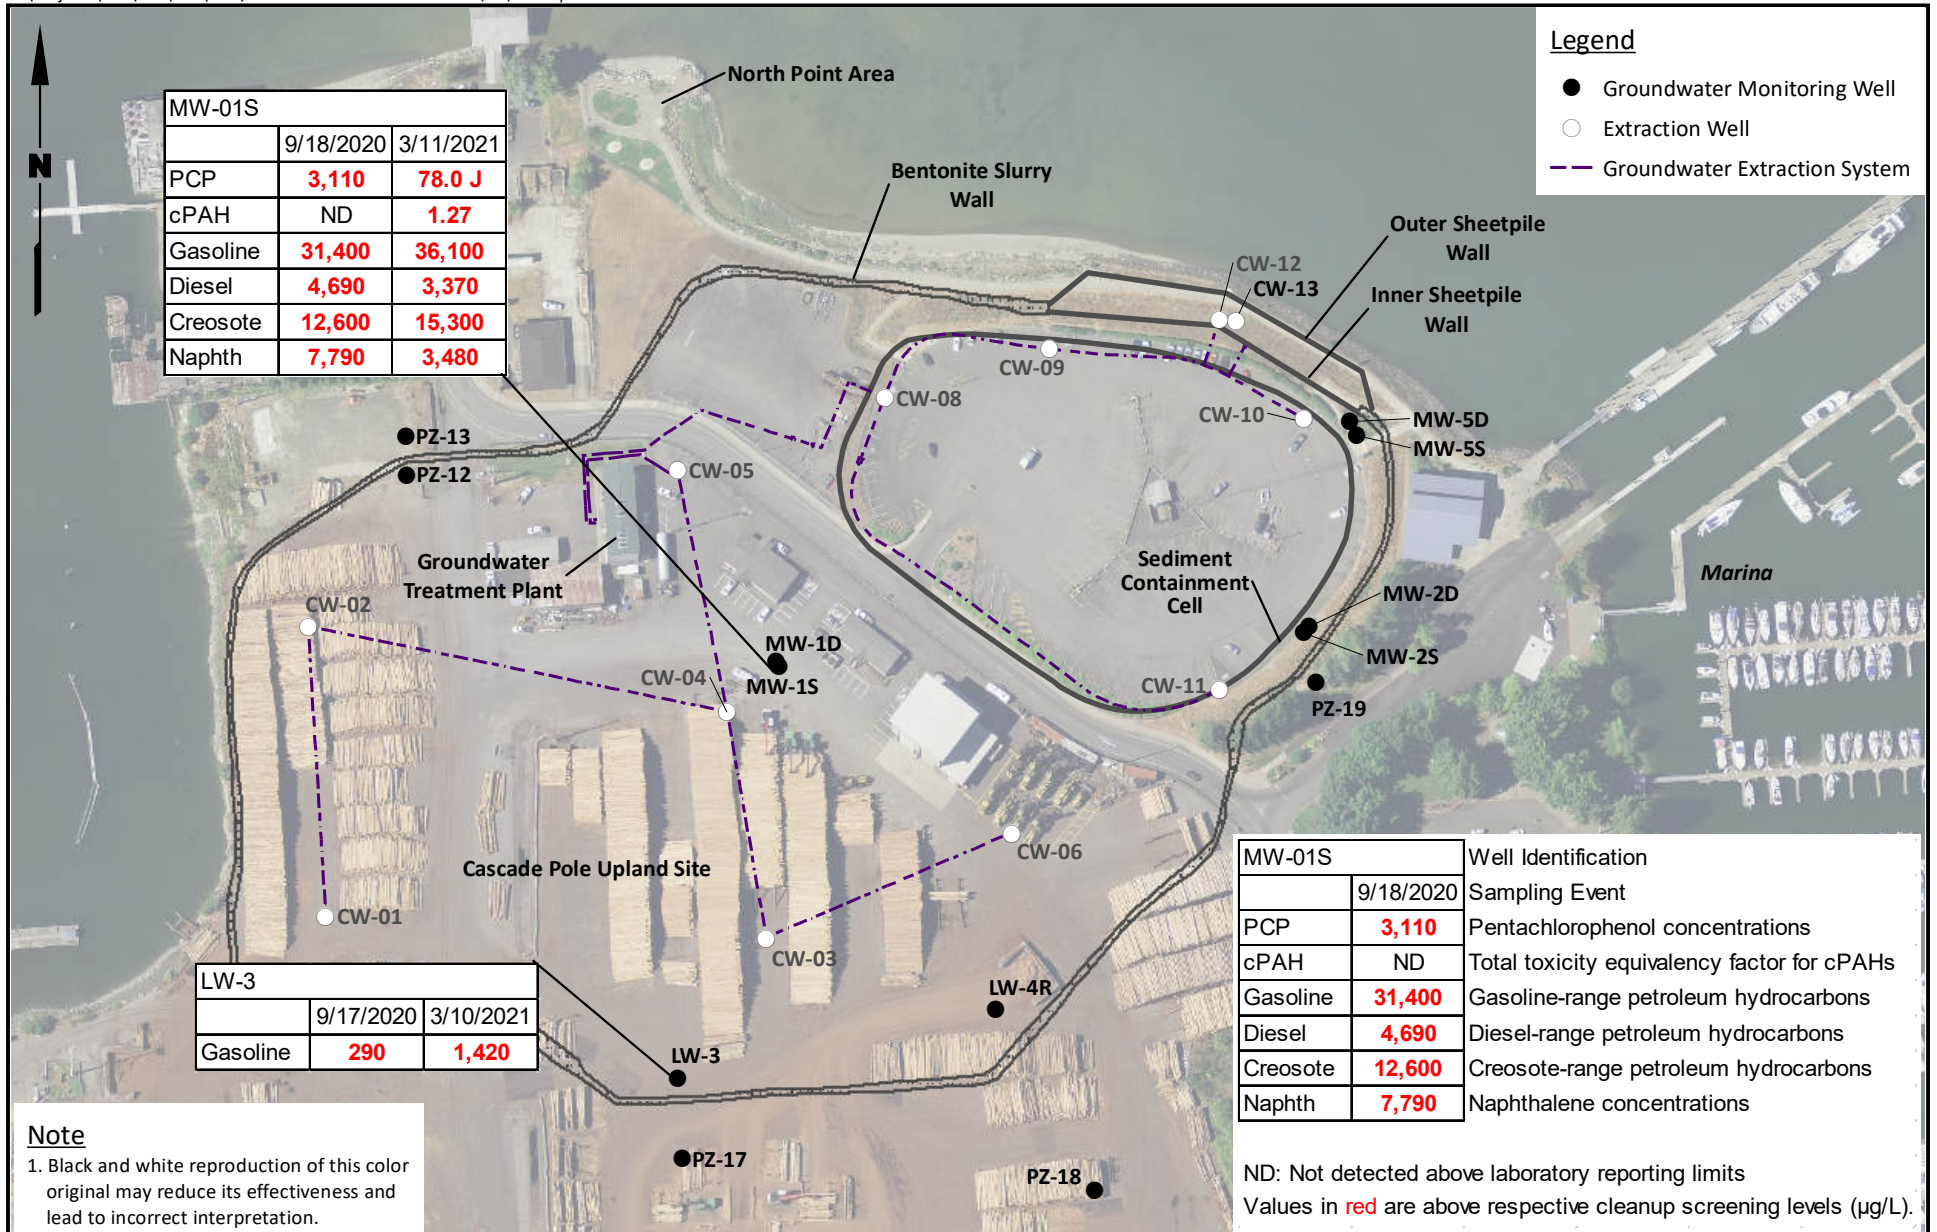 Legend
Groundwater Monitoring Well
Extraction Well
Groundwater Extraction System
N
MW-01S
9/18/2020 3/11/2021
PCP 3,110 78.0 J
cPAH ND 1.27
Gasoline 31,400 36,100
Diesel 4,690 3,370
Creosote 12,600 15,300
Naphth 7,790 3,480
North Point Area
Bentonite Slurry
Wall
Outer Sheetpile
Wall
CW-12
CW-13
Inner Sheetpile
Wall
CW-09
CW-08
CW-10
MW-5D
MW-5S
PZ-13
PZ-12
CW-05
Groundwater
Treatment Plant
Sediment
Containment
Cell
Marina
MW-2D
MW-2S
CW-02
MW-1D
MW-1S
CW-04
CW-11
PZ-19
CW-06
Cascade Pole Upland Site
CW-01
CW-03
LW-4R
LW-3
9/17/2020 3/10/2021
Gasoline 290 1,420
LW-3
PZ-17
PZ-18
MW-01S Well Identification
9/18/2020 Sampling Event
PCP 3,110 Pentachlorophenol concentrations
cPAH ND Total toxicity equivalency factor for cPAHs
Gasoline 31,400 Gasoline-range petroleum hydrocarbons
Diesel 4,690 Diesel-range petroleum hydrocarbons
Creosote 12,600 Creosote-range petroleum hydrocarbons
Naphth 7,790 Naphthalene concentrations
ND: Not detected above laboratory reporting limits
Values in red are above respective cleanup screening levels (µg/L).
Note
1. Black and white reproduction of this color
original may reduce its effectiveness and
lead to incorrect interpretation.